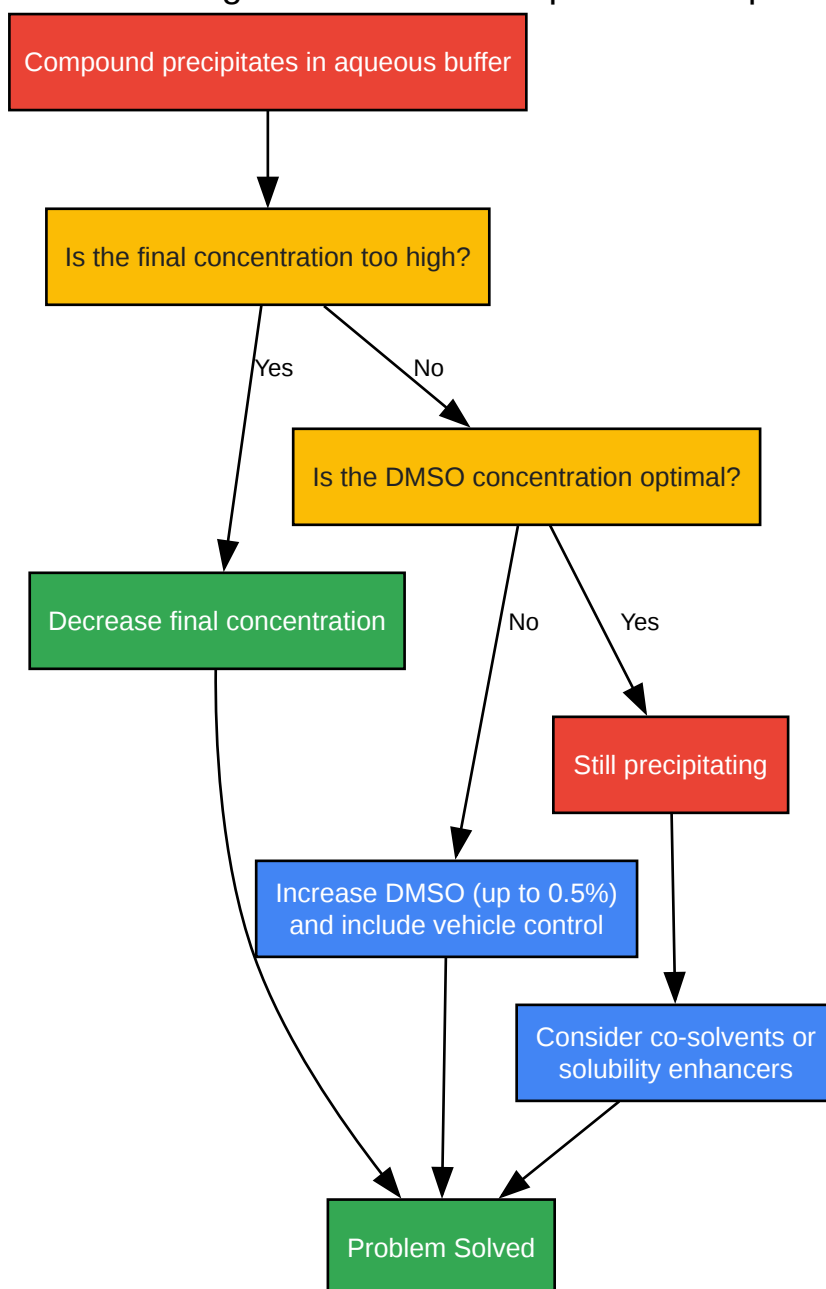 Compound precipitates in aqueous buffer
Is the final concentration too high?
Yes
No
Is the DMSO concentration optimal?
Decrease final concentration
No
Yes
Still precipitating
Increase DMSO (up to 0.5%)
and include vehicle control
Consider co-solvents or
solubility enhancers
Problem Solved